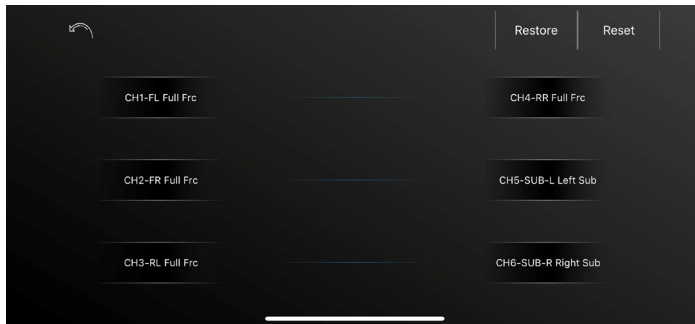 Restore Reset
CH1-FL Full Frc CH4-RR Full Frc
CH2-FR Full Frc CH5-SUB-L Left Sub
CH3-RL Full Frc CH6-SUB-R Right Sub